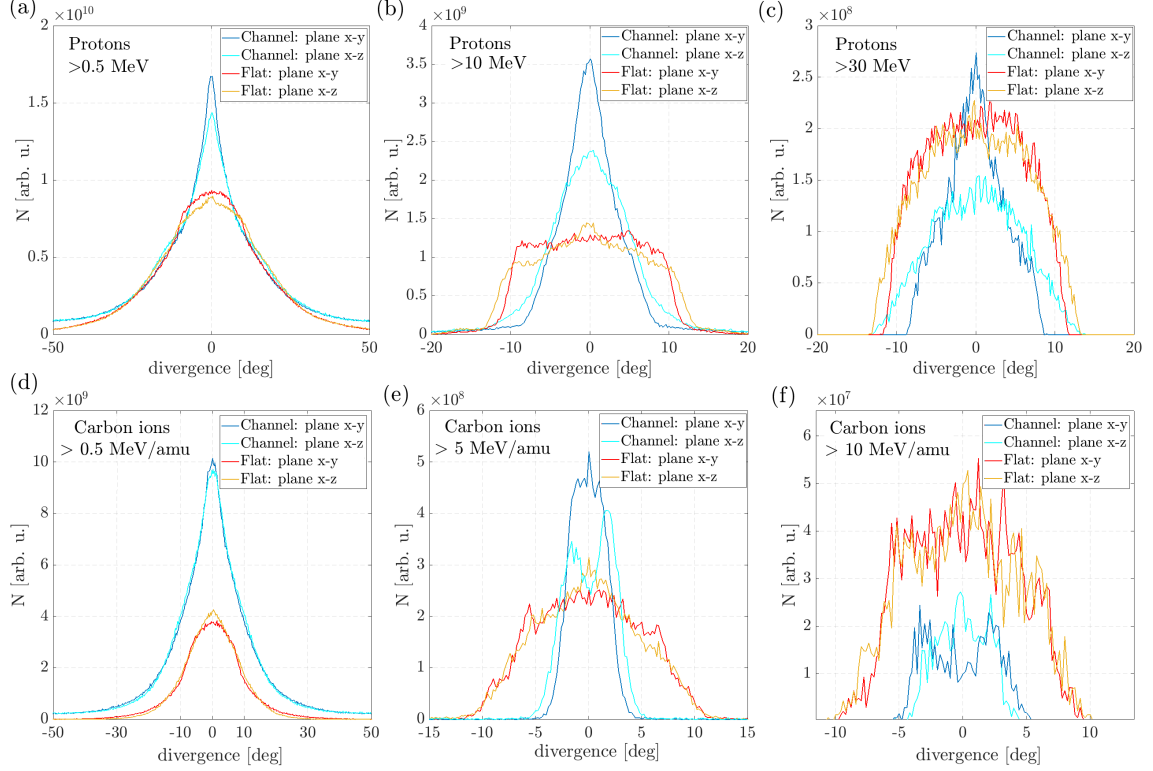 (a)
×10^10
Protons
>0.5 MeV
Channel: plane x-y
Channel: plane x-z
Flat: plane x-y
Flat: plane x-z
N [arb. u.]
2
1.5
1
0.5
0
-50
0
50
divergence [deg]
(b)
×10^9
Protons
>10 MeV
Channel: plane x-y
Channel: plane x-z
Flat: plane x-y
Flat: plane x-z
N [arb. u.]
4
3.5
3
2.5
2
1.5
1
0.5
0
-20
-10
0
10
20
divergence [deg]
(c)
×10^8
Protons
>30 MeV
Channel: plane x-y
Channel: plane x-z
Flat: plane x-y
Flat: plane x-z
N [arb. u.]
3
2.5
2
1.5
1
0.5
0
-20
-10
0
10
20
divergence [deg]
(d)
×10^9
Carbon ions
> 0.5 MeV/amu
Channel: plane x-y
Channel: plane x-z
Flat: plane x-y
Flat: plane x-z
N [arb. u.]
12
10
8
6
4
2
0
-50
-30
-10
0
10
30
50
divergence [deg]
(e)
×10^8
Carbon ions
> 5 MeV/amu
Channel: plane x-y
Channel: plane x-z
Flat: plane x-y
Flat: plane x-z
N [arb. u.]
6
5
4
3
2
1
0
-15
-10
-5
0
5
10
15
divergence [deg]
(f)
×10^7
Carbon ions
> 10 MeV/amu
Channel: plane x-y
Channel: plane x-z
Flat: plane x-y
Flat: plane x-z
N [arb. u.]
6
5
4
3
2
1
-10
-5
0
5
10
divergence [deg]